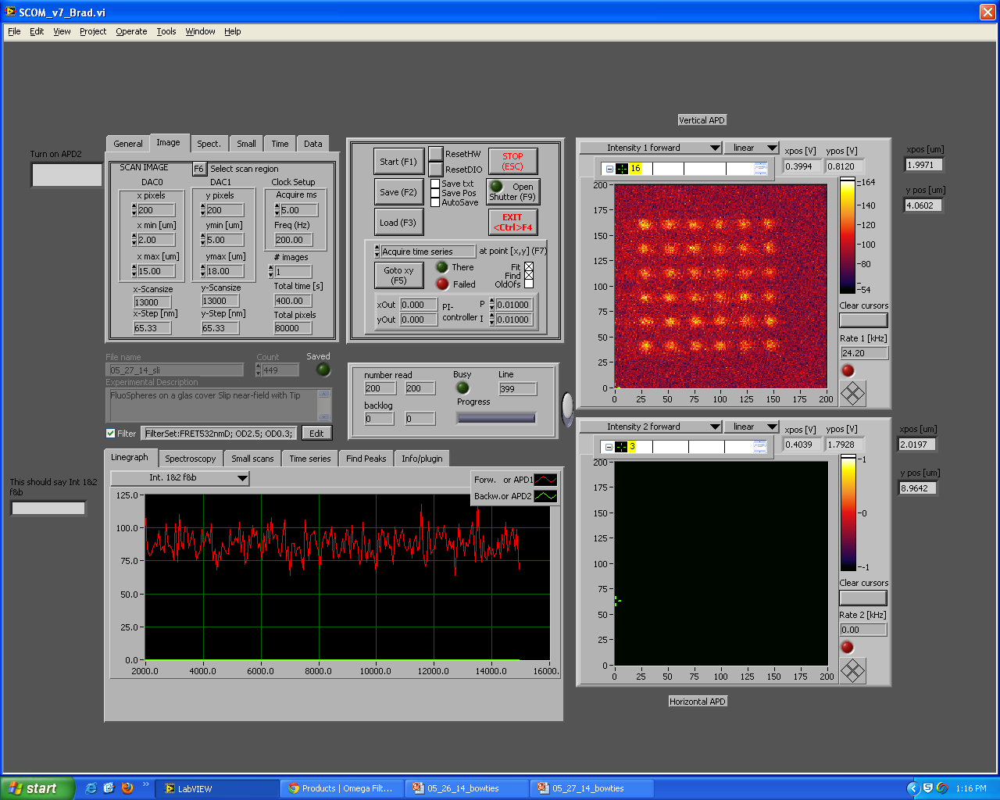 SCOM_v7_Brad.vi
File Edit View Project Operate Tools Window Help
Turn on APD2
General Image Spect. Small Time Data
SCAN IMAGE F6 Select scan region
DAC0 DAC1 Clock Setup
x pixels y pixels Acquire ms
200 200 5.00
x min [um] ymin [um] Freq (Hz)
2.00 5.00 200.00
x max [um] ymax [um] # images
15.00 18.00 1
x-Scansize y-Scansize Total time [s]
13000 13000 400.00
x-Step [nm] y-Step [nm] Total pixels
65.33 65.33 80000
File name Count Saved
05_27_14_sli 449
Experimental Description
FluoSpheres on a glas cover Slip near-field with Tip
Filter FilterSet:FRET532nmD; OD2.5; OD0.3; Edit
Start (F1) ResetHW STOP (ESC)
ResetDIO
Save (F2) Save txt Open Shutter (F9)
Save Pos
AutoSave
Load (F3) EXIT <Ctrl>F4
Acquire time series at point [x,y] (F7)
Goto xy (F5) There Fit
Find
Failed OldOfs
xOut 0.000 PI-controller P 0.01000
yOut 0.000 I 0.01000
number read Busy Line
200 200 399
backlog Progress
0 0
This should say Int 1&2 f&b
Linegraph Spectroscopy Small scans Time series Find Peaks Info/plugin
Int. 1&2 f&b
Forw. or APD1
Backw.or APD2
125.0
100.0
75.0
50.0
25.0
0.0
2000.0 4000.0 6000.0 8000.0 10000.0 12000.0 14000.0 16000.
Vertical APD
Intensity 1 forward linear xpos [V] ypos [V]
16 0.3994 0.8120
xpos [um]
1.9971
y pos [um]
4.0602
200
175
150
125
100
75
50
25
0
0 25 50 75 100 125 150 175 200
164
140
120
100
80
54
Clear cursors
Rate 1 [kHz]
24.20
Intensity 2 forward linear xpos [V] ypos [V]
3 0.4039 1.7928
xpos [um]
2.0197
y pos [um]
8.9642
200
175
150
125
100
75
50
25
0
0 25 50 75 100 125 150 175 200
1
0
-1
Clear cursors
Rate 2 [kHz]
0.00
Horizontal APD
start LabVIEW Products | Omega Filt... 05_26_14_bowties 05_27_14_bowties 1:16 PM